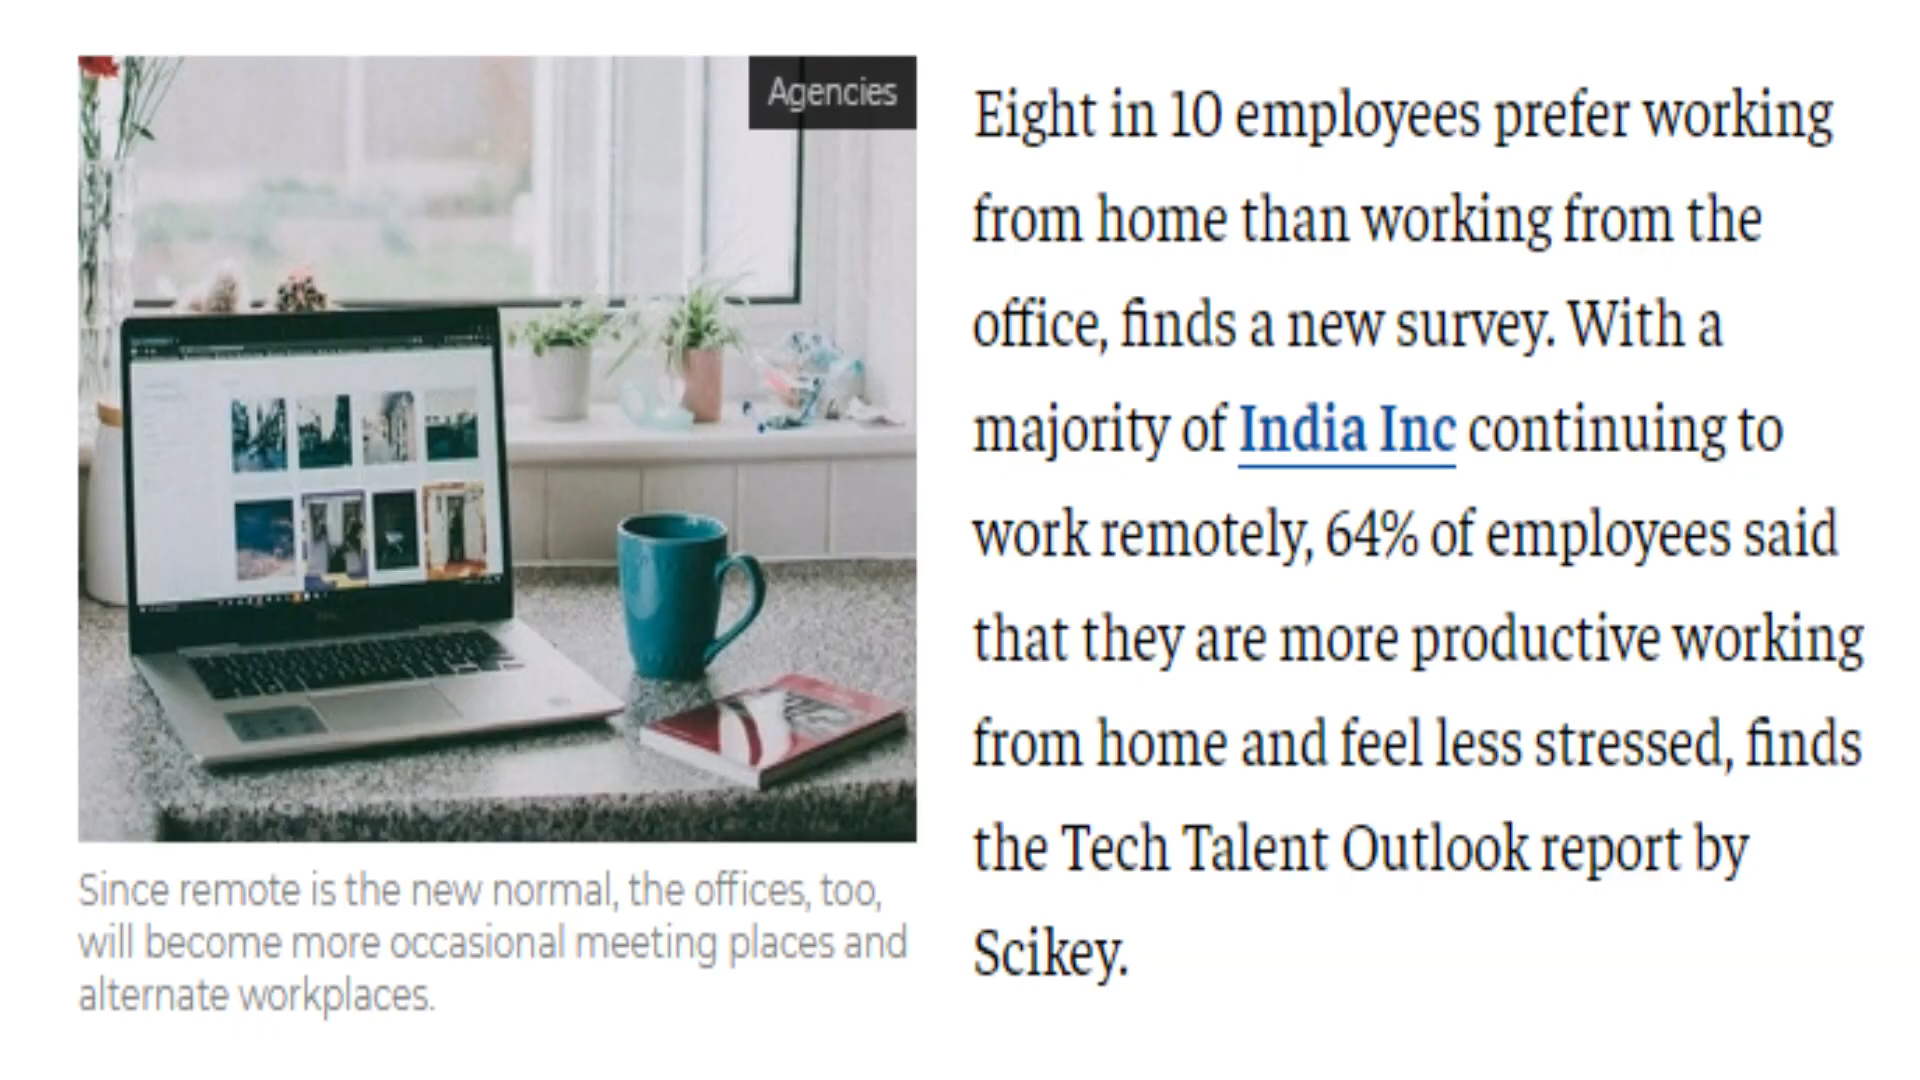 Agencies
Since remote is the new normal, the offices, too,
will become more occasional meeting places and
alternate workplaces.
Eight in 10 employees prefer working
from home than working from the
office, finds a new survey. With a
majority of India Inc continuing to
work remotely, 64% of employees said
that they are more productive working
from home and feel less stressed, finds
the Tech Talent Outlook report by
Scikey.